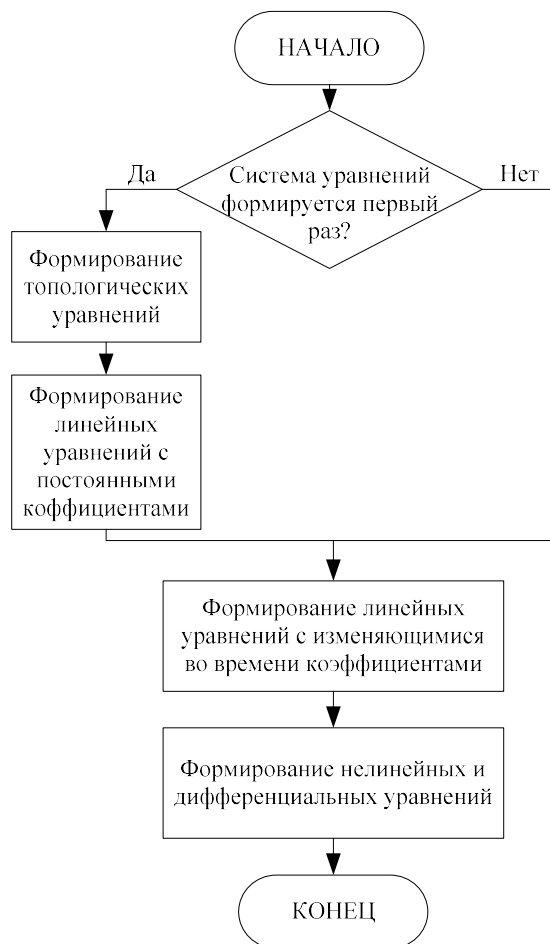 НАЧАЛО
Система уравнений
формируется первый
раз?
Да
Нет
Формирование
топологических
уравнений
Формирование
линейных
уравнений с
постоянными
коффициентами
Формирование линейных
уравнений с изменяющимися
во времени коэффициентами
Формирование нелинейных и
дифференциальных уравнений
КОНЕЦ